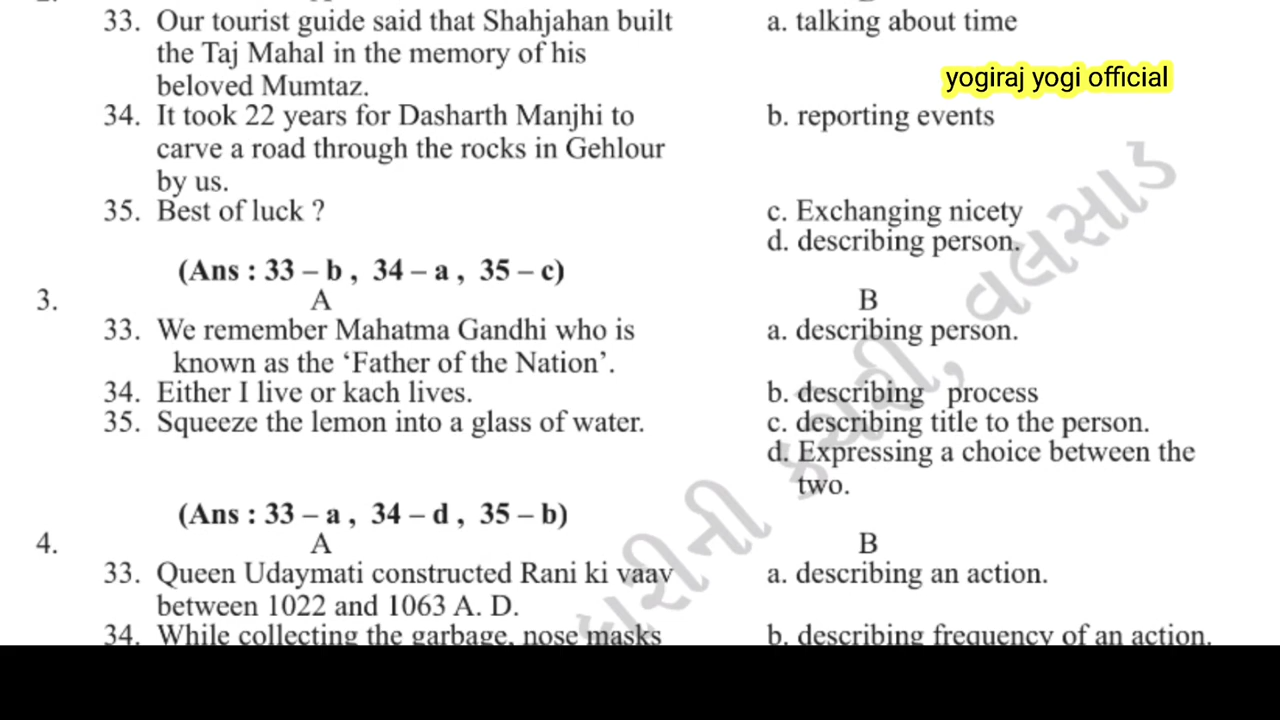 33. Our tourist guide said that Shahjahan built
the Taj Mahal in the memory of his
beloved Mumtaz.
a. talking about time
yogiraj yogi official
34. It took 22 years for Dasharth Manjhi to
carve a road through the rocks in Gehlour
by us.
b. reporting events
35. Best of luck ?
c. Exchanging nicety
d. describing person.
(Ans : 33 – b , 34 – a , 35 – c)
3. A B
33. We remember Mahatma Gandhi who is
known as the ‘Father of the Nation’.
a. describing person.
34. Either I live or kach lives.
b. describing process
35. Squeeze the lemon into a glass of water.
c. describing title to the person.
d. Expressing a choice between the
two.
(Ans : 33 – a , 34 – d , 35 – b)
4. A B
33. Queen Udaymati constructed Rani ki vaav
between 1022 and 1063 A. D.
a. describing an action.
34. While collecting the garbage, nose masks
b. describing frequency of an action.
કચેરી, વલસાડ